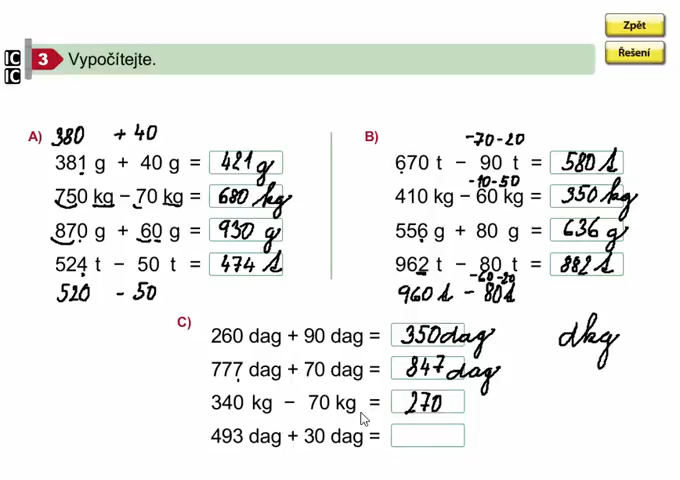 Zpět
Řešení
IC
IC
3 Vypočítejte.
A) 380 + 40
381 g + 40 g = 421 g
750 kg − 70 kg = 680 kg
870 g + 60 g = 930 g
524 t − 50 t = 474 t
520 - 50
B) -70-20
670 t − 90 t = 580 t
-10-50
410 kg − 60 kg = 350 kg
556 g + 80 g = 636 g
962 t − 80 t = 882 t
-60-20
960 t - 80 t
C)
260 dag + 90 dag = 350 dag
dkg
777 dag + 70 dag = 847 dag
340 kg − 70 kg = 270
493 dag + 30 dag =